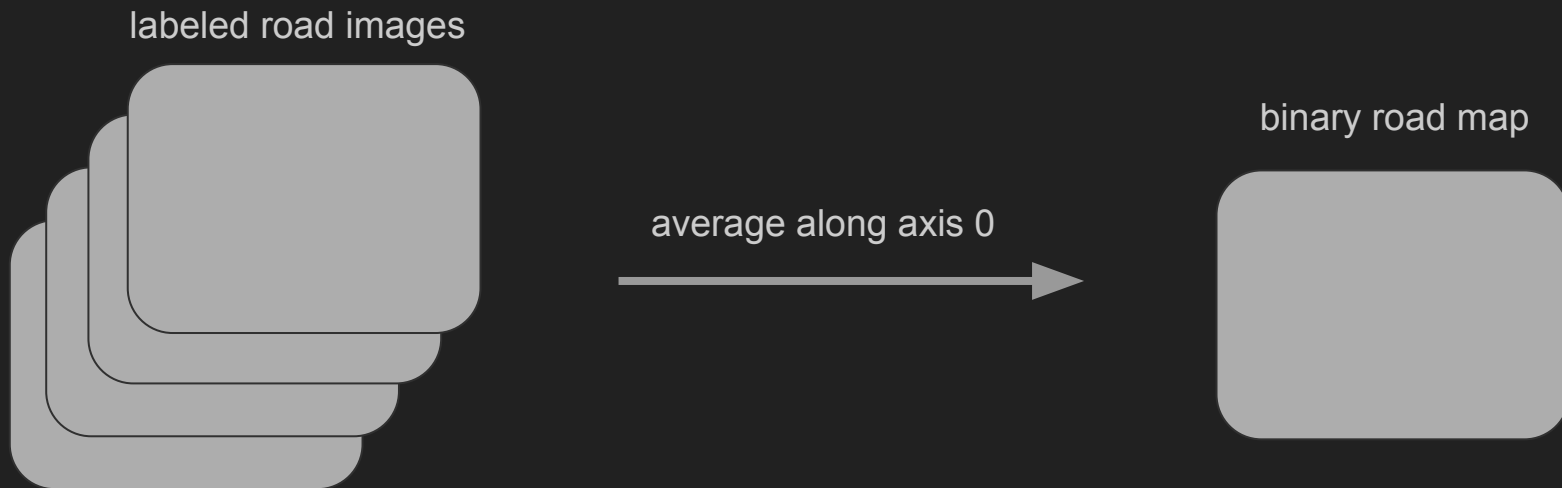 labeled road images
average along axis 0
binary road map